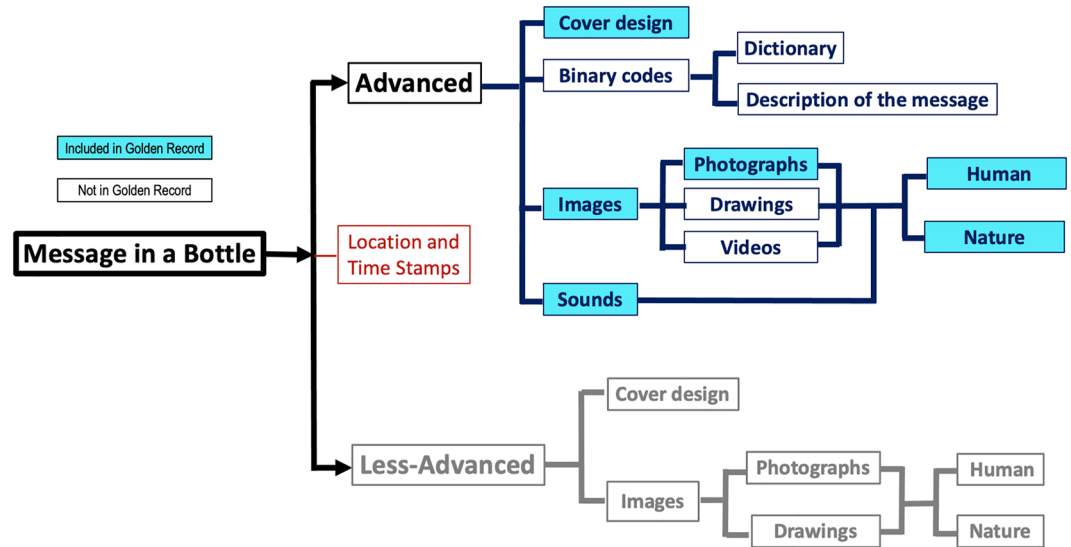 Cover design
Dictionary
Advanced
Binary codes
Description of the message
Included in Golden Record
Not in Golden Record
Photographs
Human
Images
Drawings
Message in a Bottle
Location and
Time Stamps
Videos
Nature
Sounds
Cover design
Less-Advanced
Photographs
Human
Images
Drawings
Nature